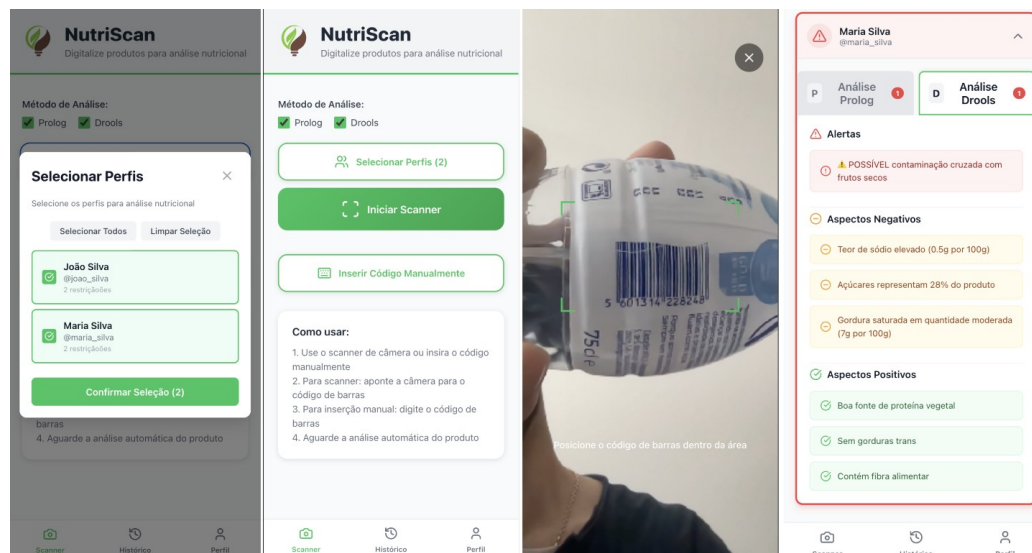 NutriScan
Digitalize produtos para análise nutricional
Método de Análise:
Prolog
Drools
Selecionar Perfis
Selecione os perfis para análise nutricional
Selecionar Todos
Limpar Seleção
João Silva
@joao_silva
2 restriçãoões
Maria Silva
@maria_silva
2 restriçãoões
Confirmar Seleção (2)
barras
4. Aguarde a análise automática do produto
Scanner
Histórico
Perfil
NutriScan
Digitalize produtos para análise nutricional
Método de Análise:
Prolog
Drools
Selecionar Perfis (2)
Iniciar Scanner
Inserir Código Manualmente
Como usar:
1. Use o scanner de câmera ou insira o código
manualmente
2. Para scanner: aponte a câmera para o
código de barras
3. Para inserção manual: digite o código de
barras
4. Aguarde a análise automática do produto
Scanner
Histórico
Perfil
5 601314 228248
75cl e
Posicione o código de barras dentro da área
Maria Silva
@maria_silva
P
Análise
Prolog
1
D
Análise
Drools
1
Alertas
POSSÍVEL contaminação cruzada com
frutos secos
Aspectos Negativos
Teor de sódio elevado (0.5g por 100g)
Açúcares representam 28% do produto
Gordura saturada em quantidade moderada
(7g por 100g)
Aspectos Positivos
Boa fonte de proteína vegetal
Sem gorduras trans
Contém fibra alimentar
Scanner
Histórico
Perfil